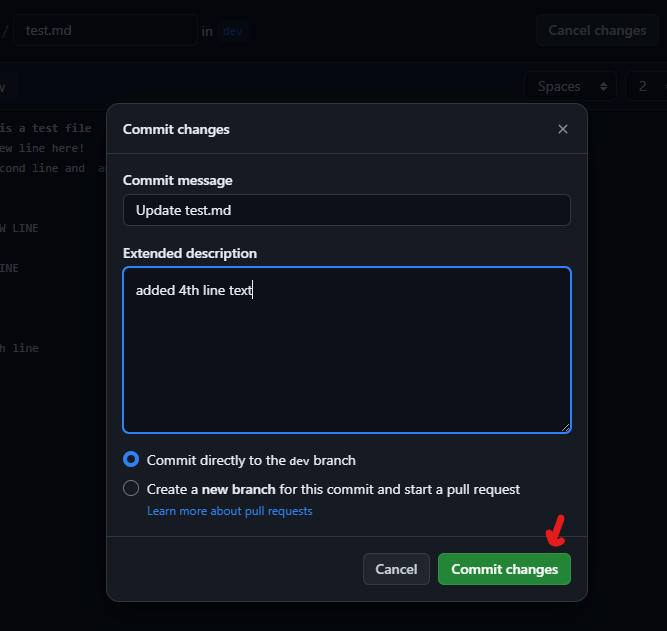 / test.md in dev Cancel changes
Spaces 2
is a test file
ew line here!
cond line and
W LINE
INE
h line
Commit changes
Commit message
Update test.md
Extended description
added 4th line text
Commit directly to the dev branch
Create a new branch for this commit and start a pull request
Learn more about pull requests
Cancel Commit changes